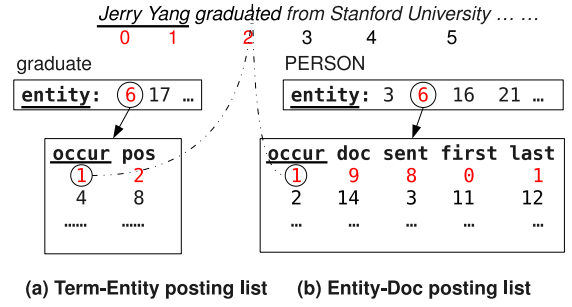 Jerry Yang graduated from Stanford University ... ...
0 1 2 3 4 5
graduate PERSON
entity: 6 17 ... entity: 3 6 16 21 ...
occur pos occur doc sent first last
1 2 1 9 8 0 1
4 8 2 14 3 11 12
...... ...... ... ... ... ... ...
(a) Term-Entity posting list (b) Entity-Doc posting list